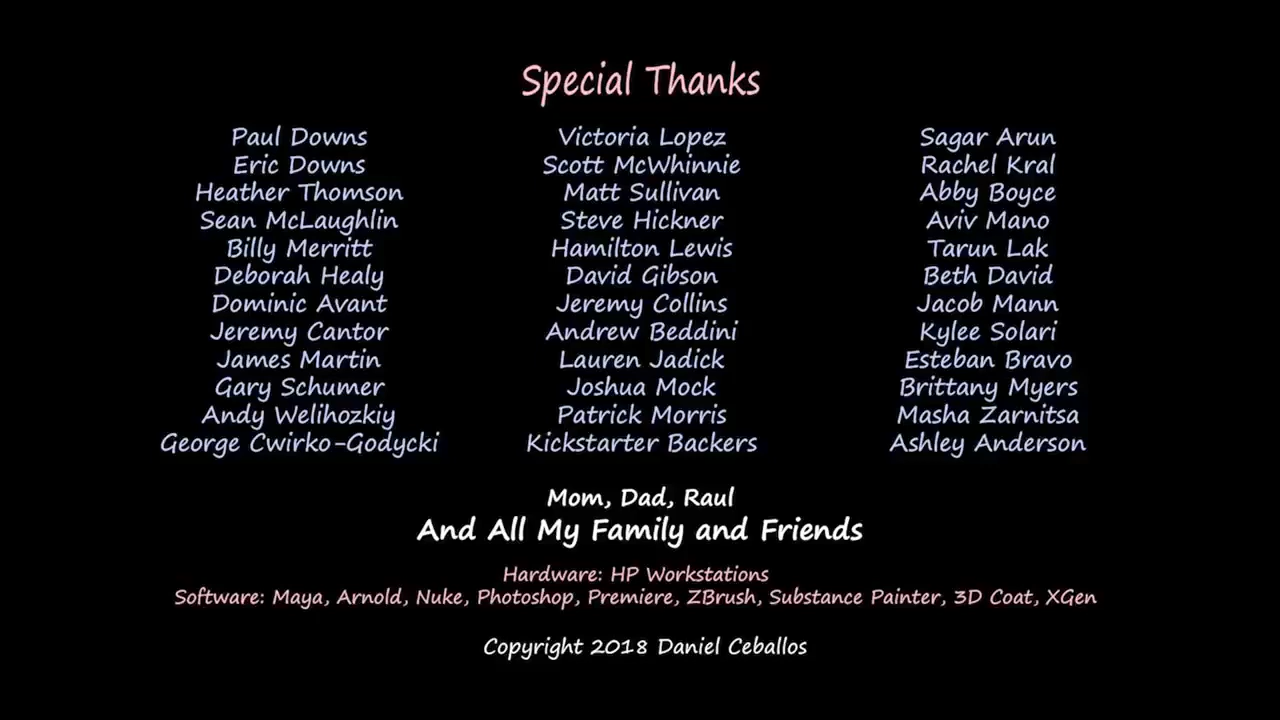 Special Thanks
Paul Downs
Eric Downs
Heather Thomson
Sean McLaughlin
Billy Merritt
Deborah Healy
Dominic Avant
Jeremy Cantor
James Martin
Gary Schumer
Andy Welihozkiy
George Cwirko-Godycki
Victoria Lopez
Scott McWhinnie
Matt Sullivan
Steve Hickner
Hamilton Lewis
David Gibson
Jeremy Collins
Andrew Beddini
Lauren Jadick
Joshua Mock
Patrick Morris
Kickstarter Backers
Sagar Arun
Rachel Kral
Abby Boyce
Aviv Mano
Tarun Lak
Beth David
Jacob Mann
Kylee Solari
Esteban Bravo
Brittany Myers
Masha Zarnitsa
Ashley Anderson
Mom, Dad, Raul
And All My Family and Friends
Hardware: HP Workstations
Software: Maya, Arnold, Nuke, Photoshop, Premiere, ZBrush, Substance Painter, 3D Coat, XGen
Copyright 2018 Daniel Ceballos